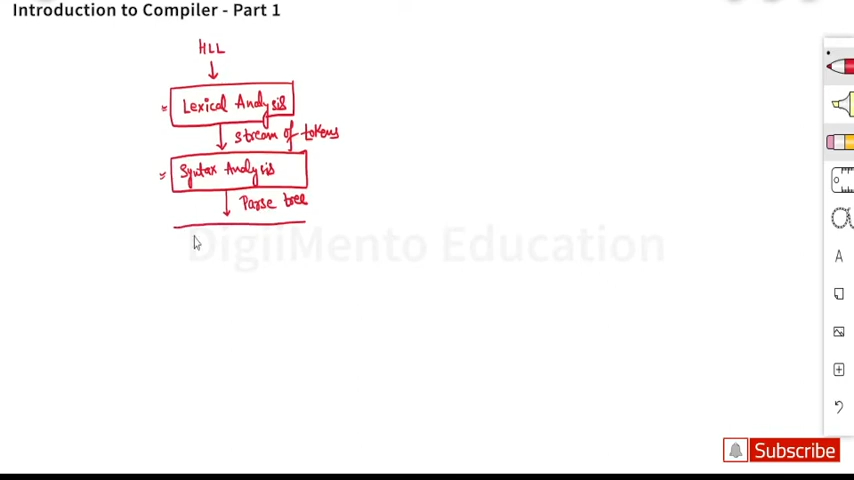 Introduction to Compiler - Part 1
HLL
Lexical Analysis
stream of tokens
Syntax Analysis
Parse tree
DigiiMento Education
A
Subscribe